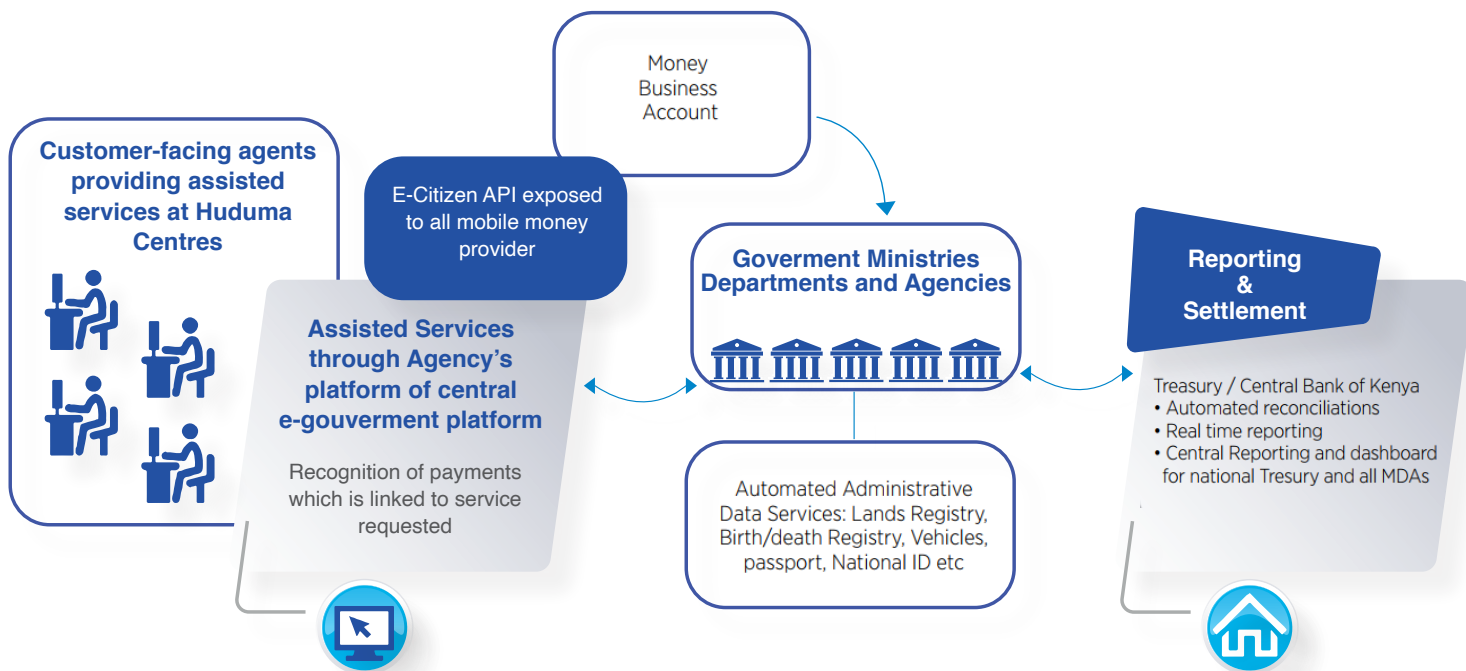 Money
Business
Account
Customer-facing agents
providing assisted
services at Huduma
Centres
E-Citizen API exposed
to all mobile money
provider
Assisted Services
through Agency's
platform of central
e-gouverment platform
Recognition of payments
which is linked to service
requested
Goverment Ministries
Departments and Agencies
Automated Administrative
Data Services: Lands Registry,
Birth/death Registry, Vehicles,
passport, National ID etc
Reporting
&
Settlement
Treasury / Central Bank of Kenya
• Automated reconciliations
• Real time reporting
• Central Reporting and dashboard
for national Tresury and all MDAs